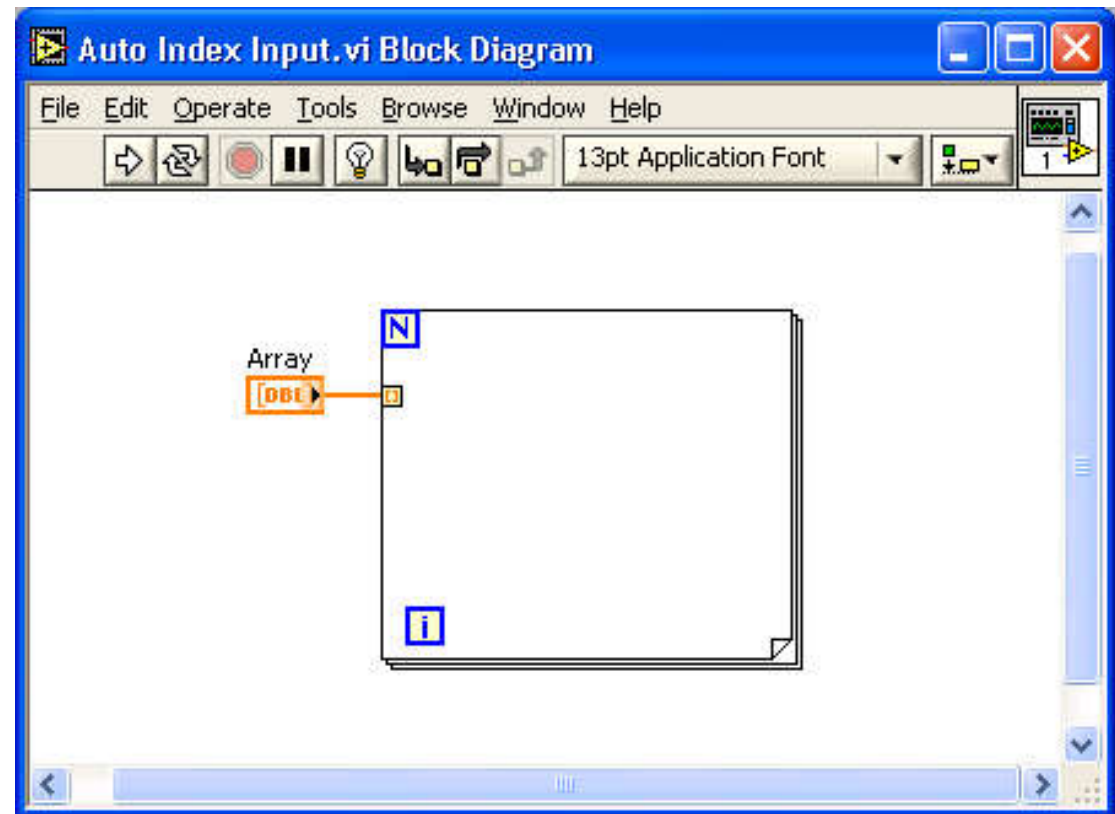 Auto Index Input.vi Block Diagram
File Edit Operate Tools Browse Window Help
13pt Application Font
1
N
Array
[DBL]
i